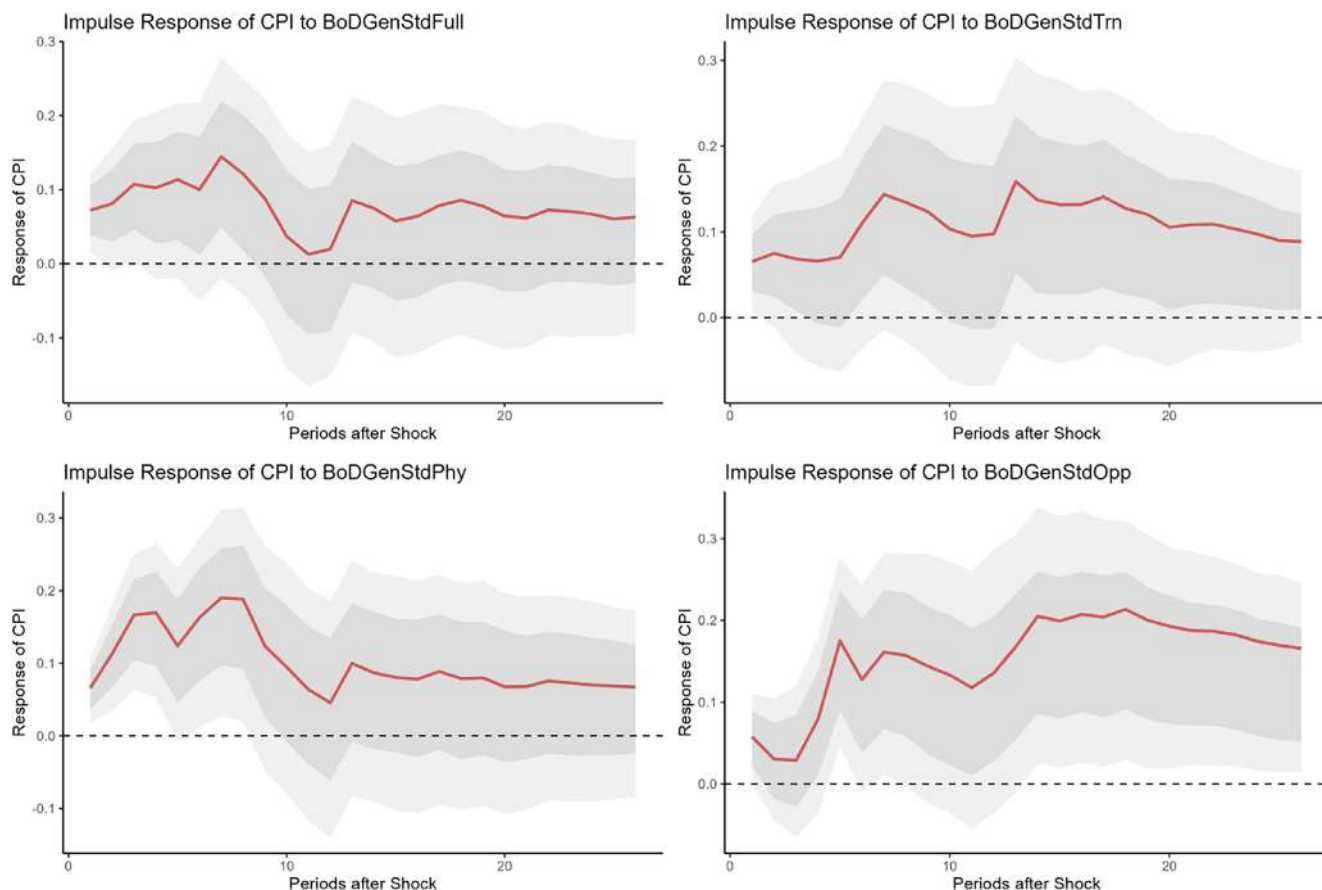 Impulse Response of CPI to BoDGenStdFull
Response of CPI
0.3
0.2
0.1
0.0
-0.1
0
10
20
Periods after Shock
Impulse Response of CPI to BoDGenStdTrn
Response of CPI
0.3
0.2
0.1
0.0
0
10
20
Periods after Shock
Impulse Response of CPI to BoDGenStdPhy
Response of CPI
0.3
0.2
0.1
0.0
-0.1
0
10
20
Periods after Shock
Impulse Response of CPI to BoDGenStdOpp
Response of CPI
0.3
0.2
0.1
0.0
0
10
20
Periods after Shock